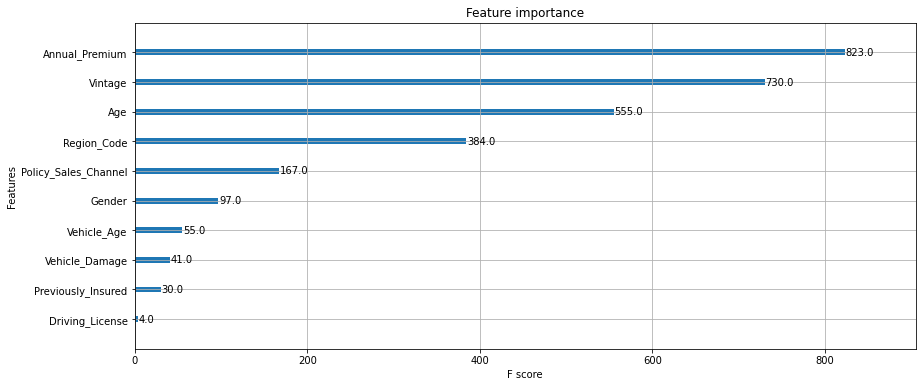 Feature importance
Annual_Premium 823.0
Vintage 730.0
Age 555.0
Region_Code 384.0
Policy_Sales_Channel 167.0
Gender 97.0
Vehicle_Age 55.0
Vehicle_Damage 41.0
Previously_Insured 30.0
Driving_License 4.0
Features
0 200 400 600 800
F score